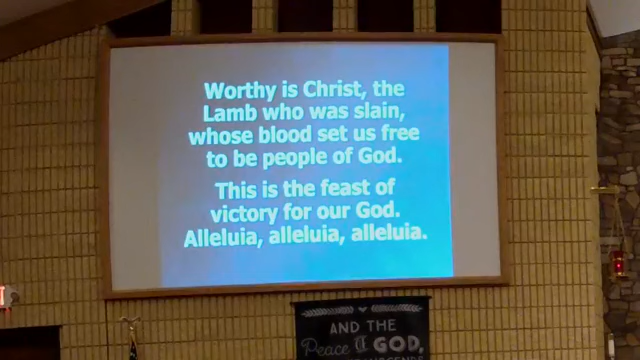 Worthy is Christ, the
Lamb who was slain,
whose blood set us free
to be people of God.
This is the feast of
victory for our God.
Alleluia, alleluia, alleluia.
AND THE
Peace of GOD,